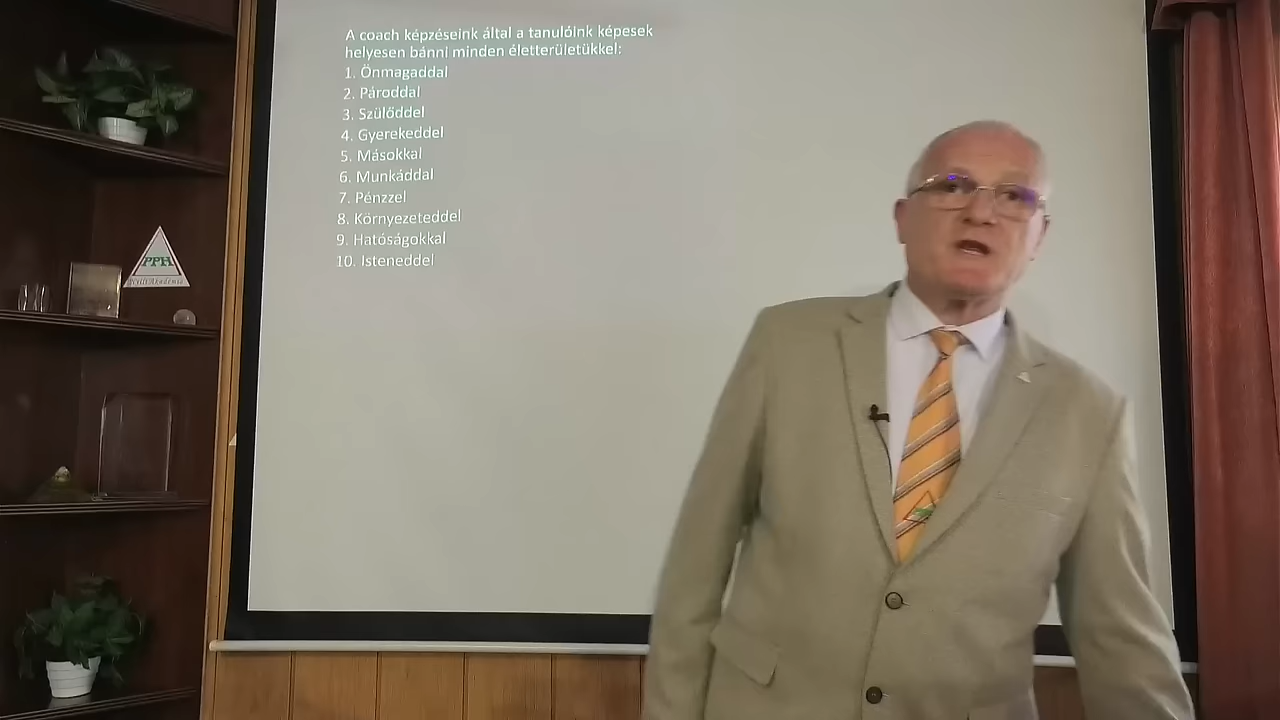 A coach képzéseink által a tanulóink képesek
helyesen bánni minden életterületükkel:
1. Önmagaddal
2. Pároddal
3. Szülőddel
4. Gyerekeddel
5. Másokkal
6. Munkáddal
7. Pénzzel
8. Környezeteddel
9. Hatóságokkal
10. Isteneddel
PPH